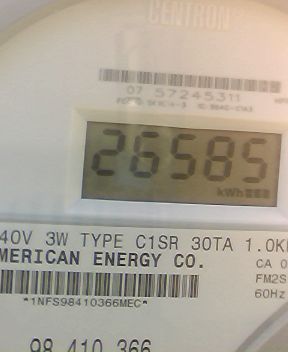 CENTRON
07 57245311
26585
kWh
40V 3W TYPE C1SR 30TA 1.0K
MERICAN ENERGY CO.
CA 0
FM2S
60Hz
*1NFS98410366MEC*
98 410 366